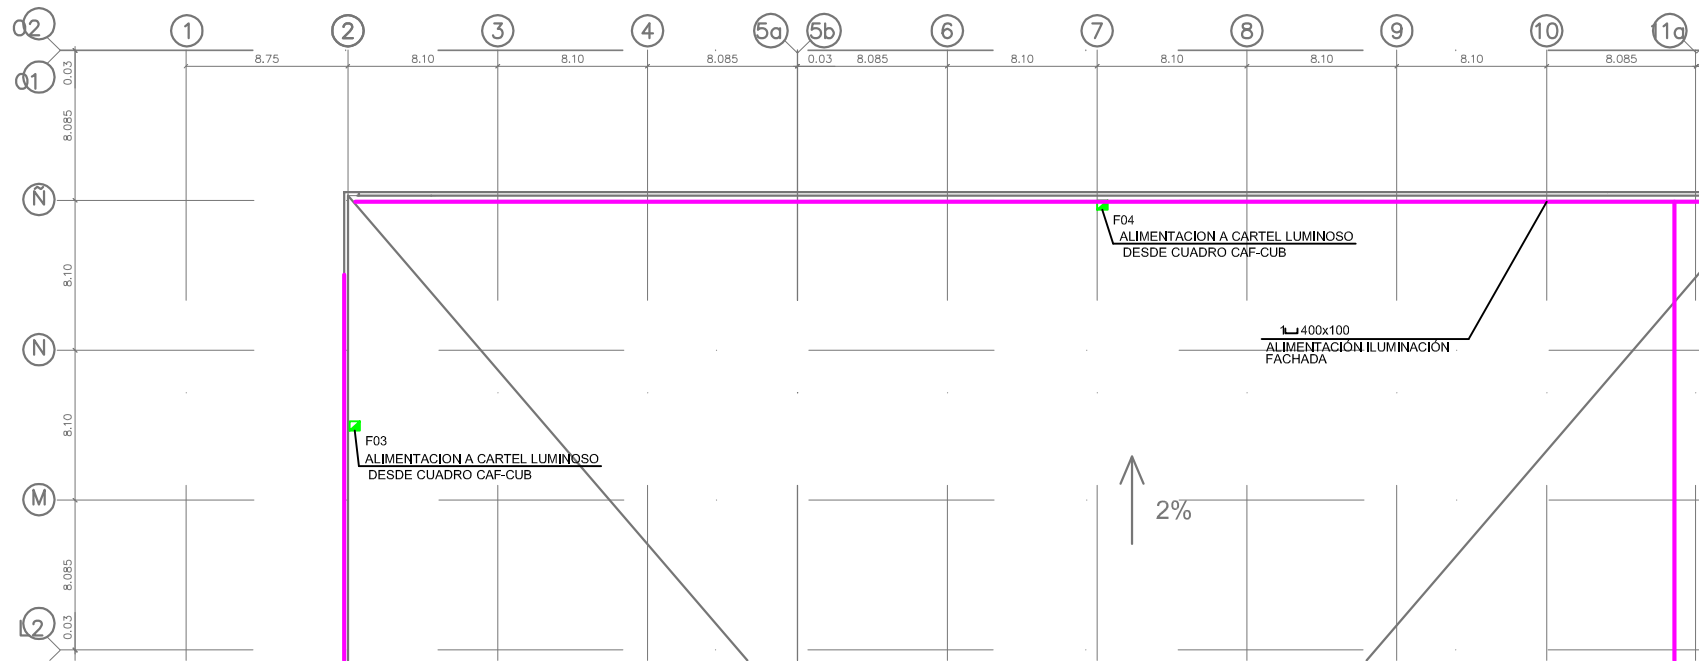 O2 1 2 3 4 5a 5b 6 7 8 9 10 11a
8.75 8.10 8.10 8.085 0.03 8.085 8.10 8.10 8.10 8.10 8.085
O1
0.03
8.085
Ñ
F04
ALIMENTACION A CARTEL LUMINOSO
DESDE CUADRO CAF-CUB
8.10
1 400x100
ALIMENTACIÓN ILUMINACIÓN
FACHADA
N
8.10
F03
ALIMENTACION A CARTEL LUMINOSO
DESDE CUADRO CAF-CUB
M
2%
8.085
0.03
L2